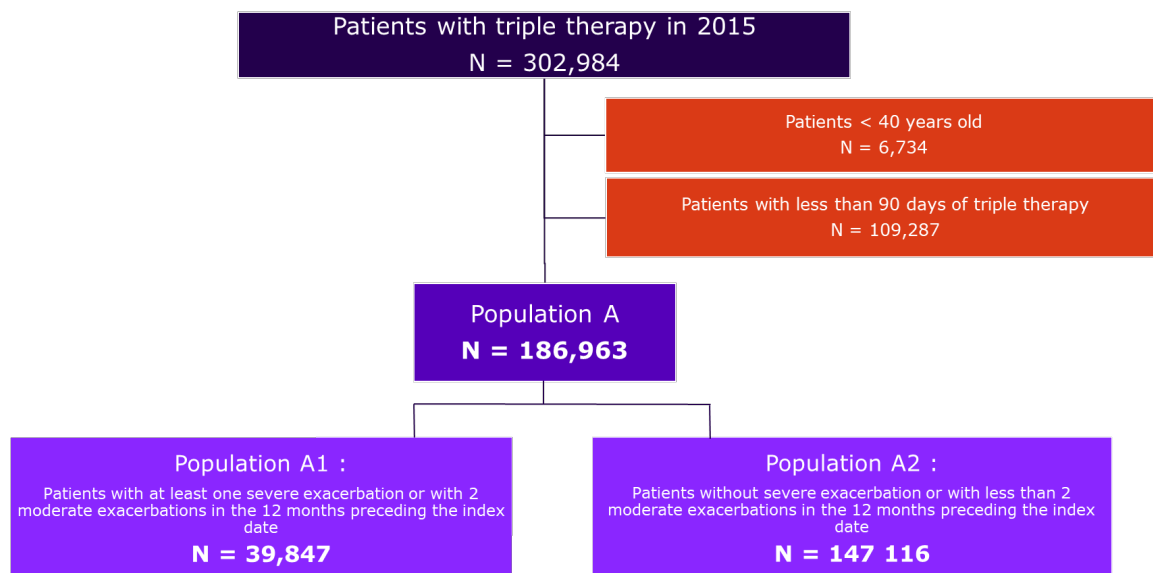 Patients with triple therapy in 2015
N = 302,984
Patients < 40 years old
N = 6,734
Patients with less than 90 days of triple therapy
N = 109,287
Population A
N = 186,963
Population A1 :
Patients with at least one severe exacerbation or with 2
moderate exacerbations in the 12 months preceding the index
date
N = 39,847
Population A2 :
Patients without severe exacerbation or with less than 2
moderate exacerbations in the 12 months preceding the index
date
N = 147 116